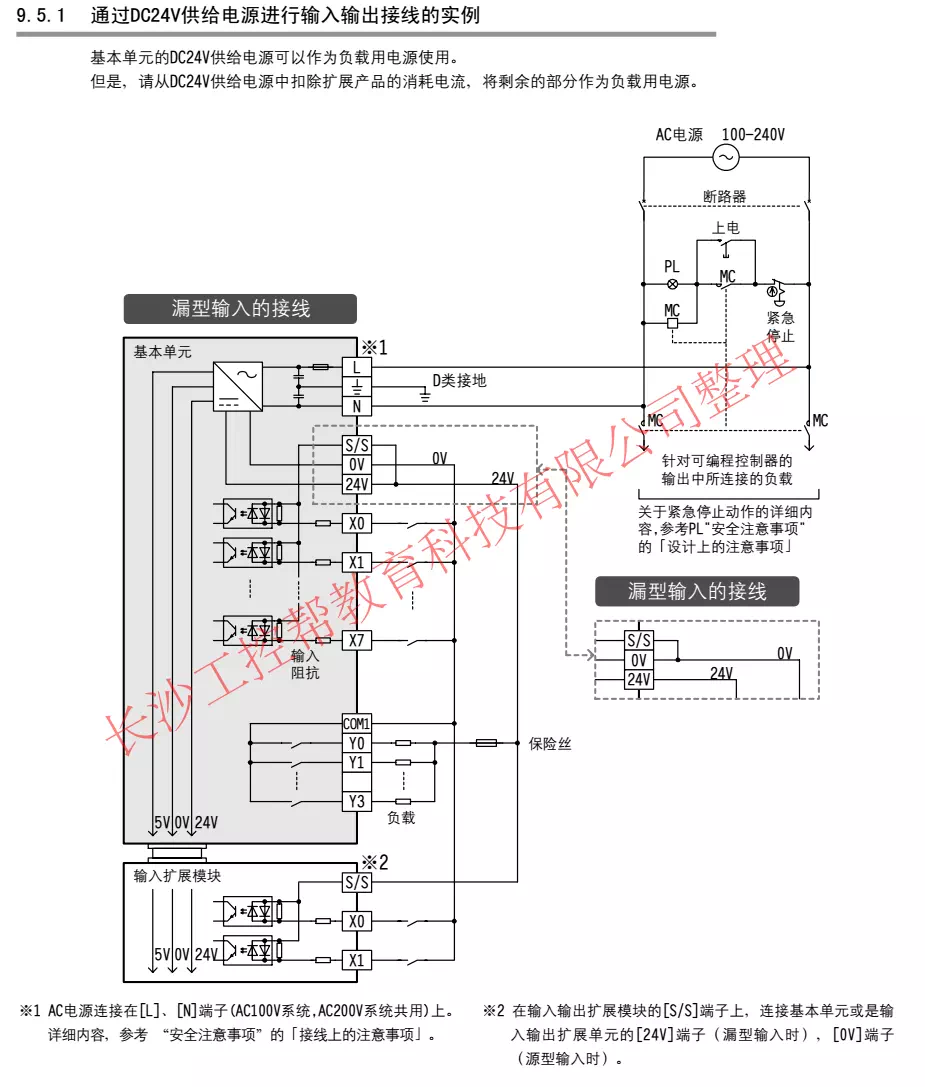 9.5.1 通过DC24V供给电源进行输入输出接线的实例
基本单元的DC24V供给电源可以作为负载用电源使用。
但是，请从DC24V供给电源中扣除扩展产品的消耗电流，将剩余的部分作为负载用电源。
AC电源 100-240V
断路器
上电
PL
MC
MC
紧急
停止
漏型输入的接线
基本单元
※1
L
D类接地
N
MC
MC
S/S
0V
0V
24V
24V
针对可编程控制器的
输出中所连接的负载
关于紧急停止动作的详细内
容,参考PL"安全注意事项"
的「设计上的注意事项」
X0
X1
X7
输入
阻抗
漏型输入的接线
S/S
0V
0V
24V
24V
COM1
Y0
Y1
Y3
保险丝
负载
5V 0V 24V
※2
输入扩展模块
S/S
X0
X1
5V 0V 24V
长沙工控帮教育科技有限公司整理
※1 AC电源连接在[L]、[N]端子(AC100V系统,AC200V系统共用)上。
详细内容，参考 “安全注意事项”的「接线上的注意事项」。
※2 在输入输出扩展模块的[S/S]端子上，连接基本单元或是输
入输出扩展单元的[24V]端子（漏型输入时），[0V]端子
（源型输入时）。